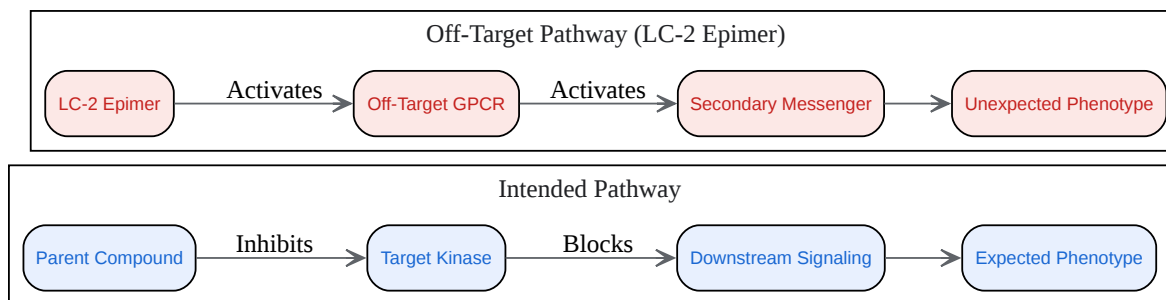 Off-Target Pathway (LC-2 Epimer)
LC-2 Epimer
Activates
Off-Target GPCR
Activates
Secondary Messenger
Unexpected Phenotype
Intended Pathway
Parent Compound
Inhibits
Target Kinase
Blocks
Downstream Signaling
Expected Phenotype